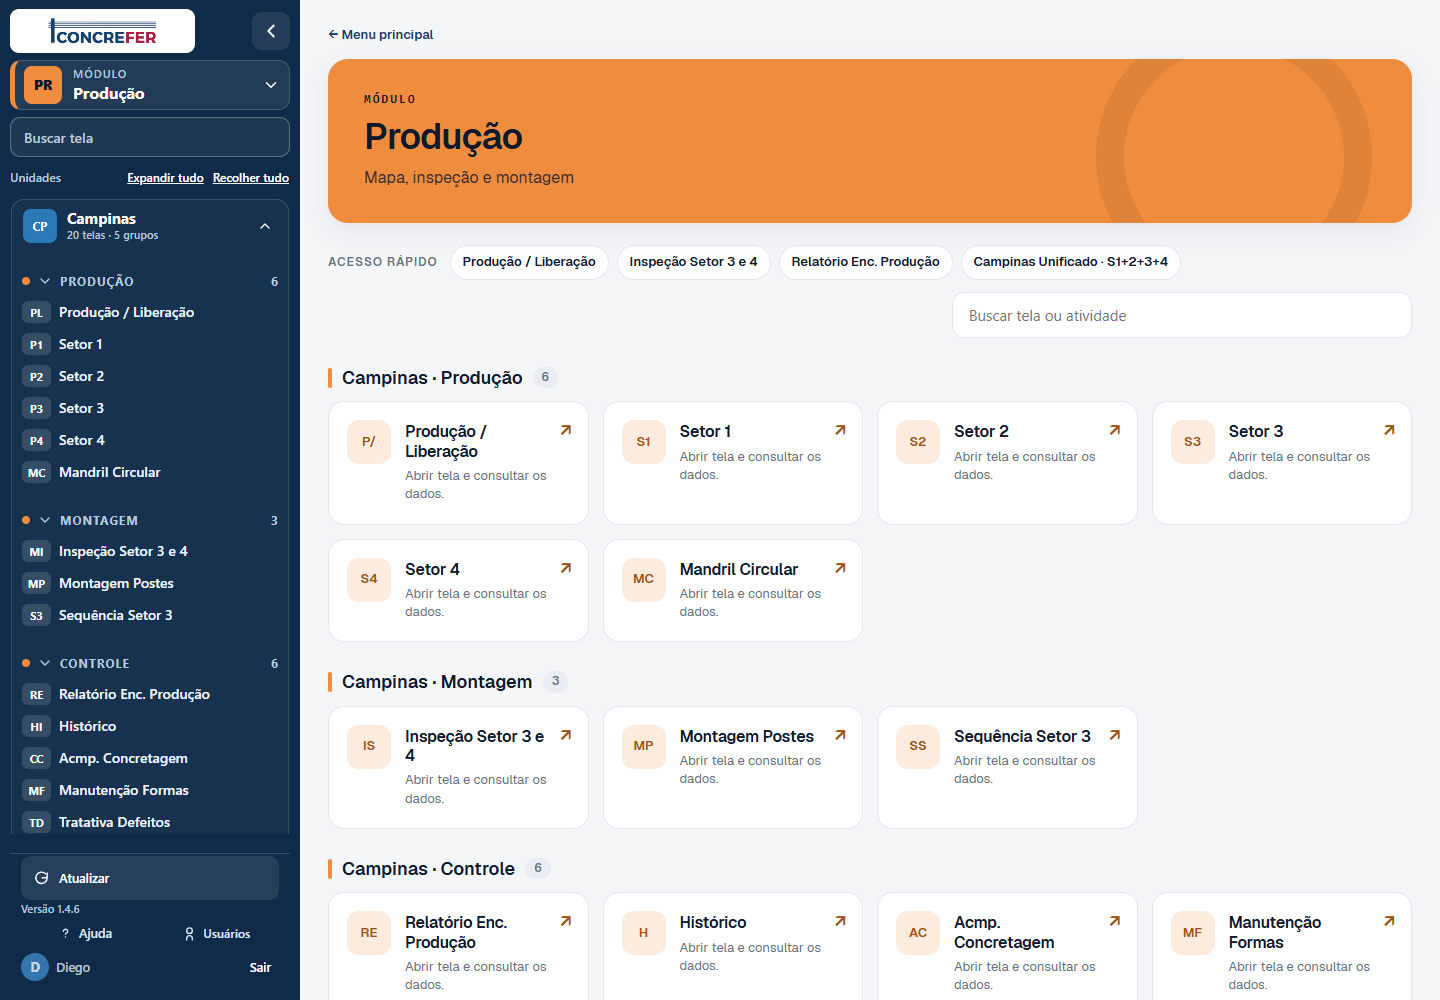 CONCREFER
PR
MÓDULO
Produção
Buscar tela
Unidades
Expandir tudo
Recolher tudo
CP
Campinas
20 telas · 5 grupos
PRODUÇÃO
6
PL
Produção / Liberação
P1
Setor 1
P2
Setor 2
P3
Setor 3
P4
Setor 4
MC
Mandril Circular
MONTAGEM
3
MI
Inspeção Setor 3 e 4
MP
Montagem Postes
S3
Sequência Setor 3
CONTROLE
6
RE
Relatório Enc. Produção
HI
Histórico
CC
Acmp. Concretagem
MF
Manutenção Formas
TD
Tratativa Defeitos
Atualizar
Versão 1.4.6
? Ajuda
Usuários
D
Diego
Sair
← Menu principal
MÓDULO
Produção
Mapa, inspeção e montagem
ACESSO RÁPIDO
Produção / Liberação
Inspeção Setor 3 e 4
Relatório Enc. Produção
Campinas Unificado · S1+2+3+4
Buscar tela ou atividade
Campinas · Produção
6
P/
Produção /
Liberação
Abrir tela e consultar os
dados.
S1
Setor 1
Abrir tela e consultar os
dados.
S2
Setor 2
Abrir tela e consultar os
dados.
S3
Setor 3
Abrir tela e consultar os
dados.
S4
Setor 4
Abrir tela e consultar os
dados.
MC
Mandril Circular
Abrir tela e consultar os
dados.
Campinas · Montagem
3
IS
Inspeção Setor 3 e
4
Abrir tela e consultar os
dados.
MP
Montagem Postes
Abrir tela e consultar os
dados.
SS
Sequência Setor 3
Abrir tela e consultar os
dados.
Campinas · Controle
6
RE
Relatório Enc.
Produção
Abrir tela e consultar os
dados.
H
Histórico
Abrir tela e consultar os
dados.
AC
Acmp.
Concretagem
Abrir tela e consultar os
dados.
MF
Manutenção
Formas
Abrir tela e consultar os
dados.